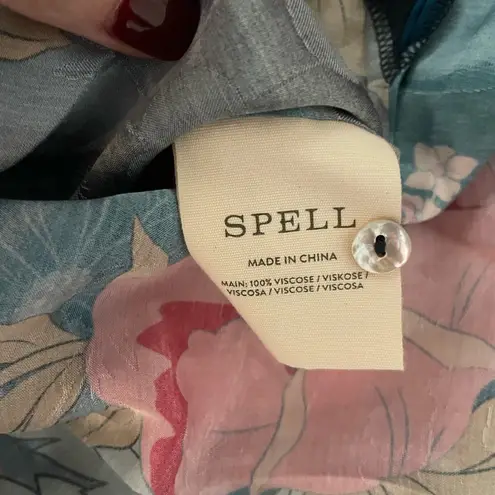 SPELL
MADE IN CHINA
MAIN: 100% VISCOSE / VISKOSE /
VISCOSA / VISCOSE / VISCOSA